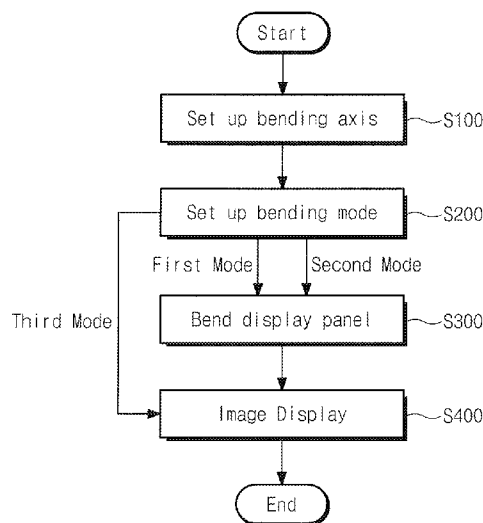 Start
Set up bending axis
S100
Set up bending mode
S200
First Mode
Second Mode
Third Mode
Bend display panel
S300
Image Display
S400
End